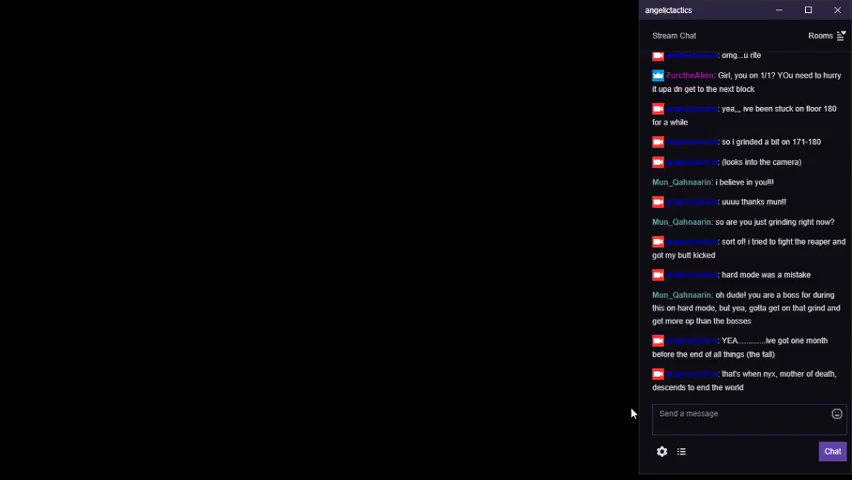 angelictactics
Stream Chat
Rooms
: omg...u rite
ZurctheAlien: Girl, you on 1/1? YOu need to hurry
it upa dn get to the next block
: yea,,, ive been stuck on floor 180
for a while
: so i grinded a bit on 171-180
: (looks into the camera)
Mun_Qahnaarin: i believe in you!!!
: uuuu thanks mun!!
Mun_Qahnaarin: so are you just grinding right now?
: sort of! i tried to fight the reaper and
got my butt kicked
: hard mode was a mistake
Mun_Qahnaarin: oh dude! you are a boss for during
this on hard mode, but yea, gotta get on that grind and
get more op than the bosses
: YEA.............ive got one month
before the end of all things (the fall)
: that's when nyx, mother of death,
descends to end the world
Send a message
Chat